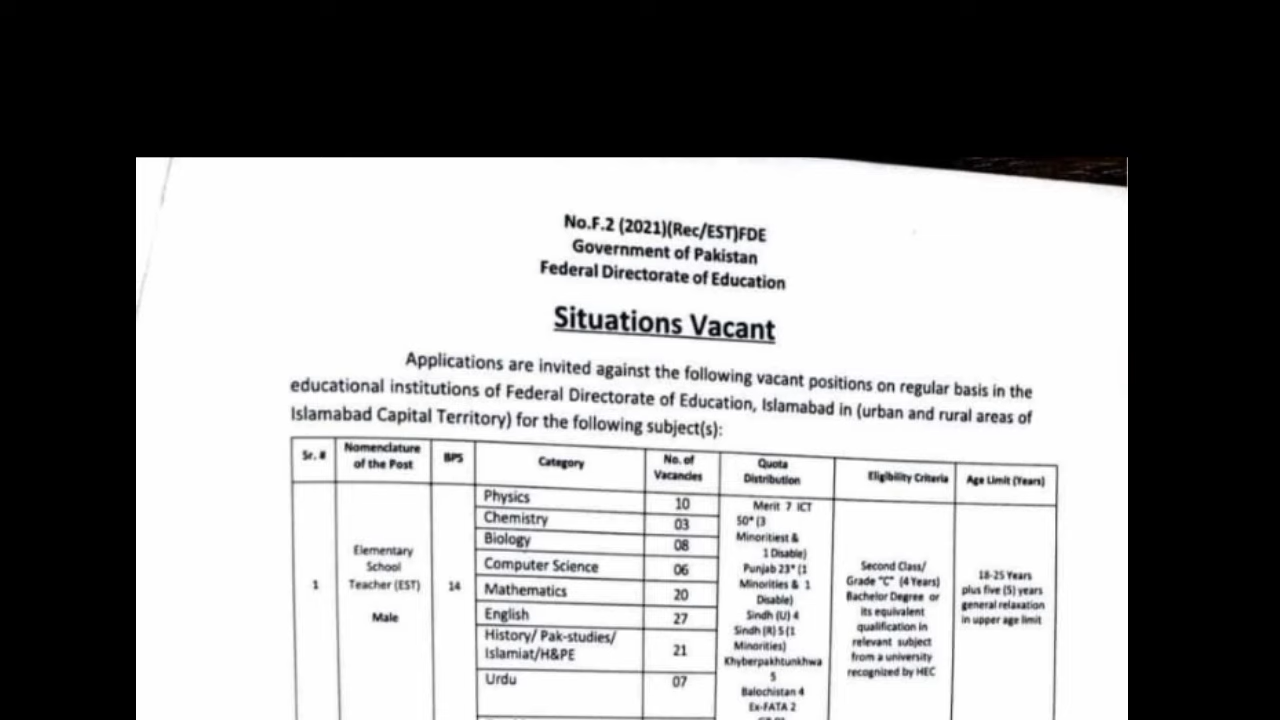 No.F.2 (2021)(Rec/EST)FDE
Government of Pakistan
Federal Directorate of Education
Situations Vacant
Applications are invited against the following vacant positions on regular basis in the
educational institutions of Federal Directorate of Education, Islamabad in (urban and rural areas of
Islamabad Capital Territory) for the following subject(s):
Sr. #
Nomenclature
of the Post
BPS
Category
No. of
Vacancies
Quota
Distribution
Eligibility Criteria
Age Limit (Years)
1
Elementary
School
Teacher (EST)
Male
14
Physics 10
Chemistry 03
Biology 08
Computer Science 06
Mathematics 20
English 27
History/ Pak-studies/
Islamiat/H&PE
21
Urdu 07
Merit 7 ICT
50* (3
Minoritiest &
1 Disable)
Punjab 23* (1
Minorities & 1
Disable)
Sindh (U) 4
Sindh (R) 5 (1
Minorities)
Khyberpakhtunkhwa
5
Balochistan 4
Ex-FATA 2
Second Class/
Grade "C" (4 Years)
Bachelor Degree or
its equivalent
qualification in
relevant subject
from a university
recognized by HEC
18-25 Years
plus five (5) years
general relaxation
in upper age limit